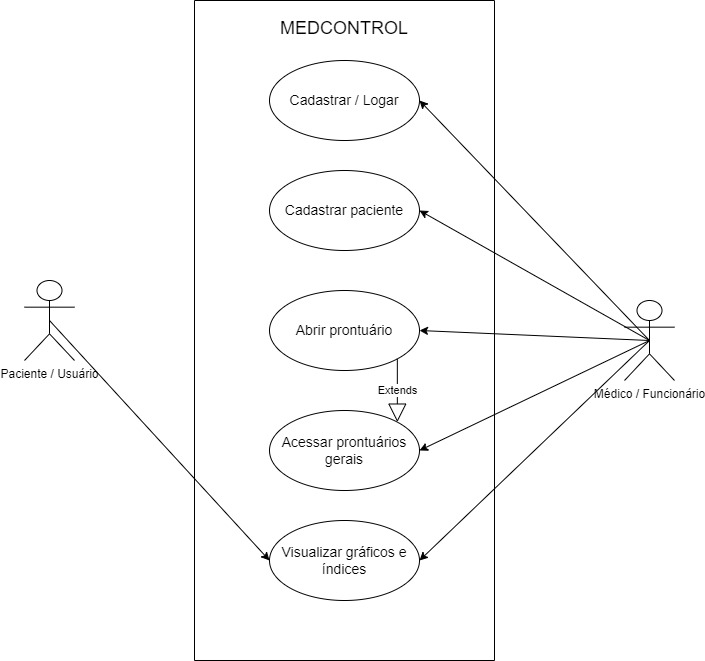 MEDCONTROL
Cadastrar / Logar
Cadastrar paciente
Abrir prontuário
Paciente / Usuário
Extends
Médico / Funcionário
Acessar prontuários
gerais
Visualizar gráficos e
índices